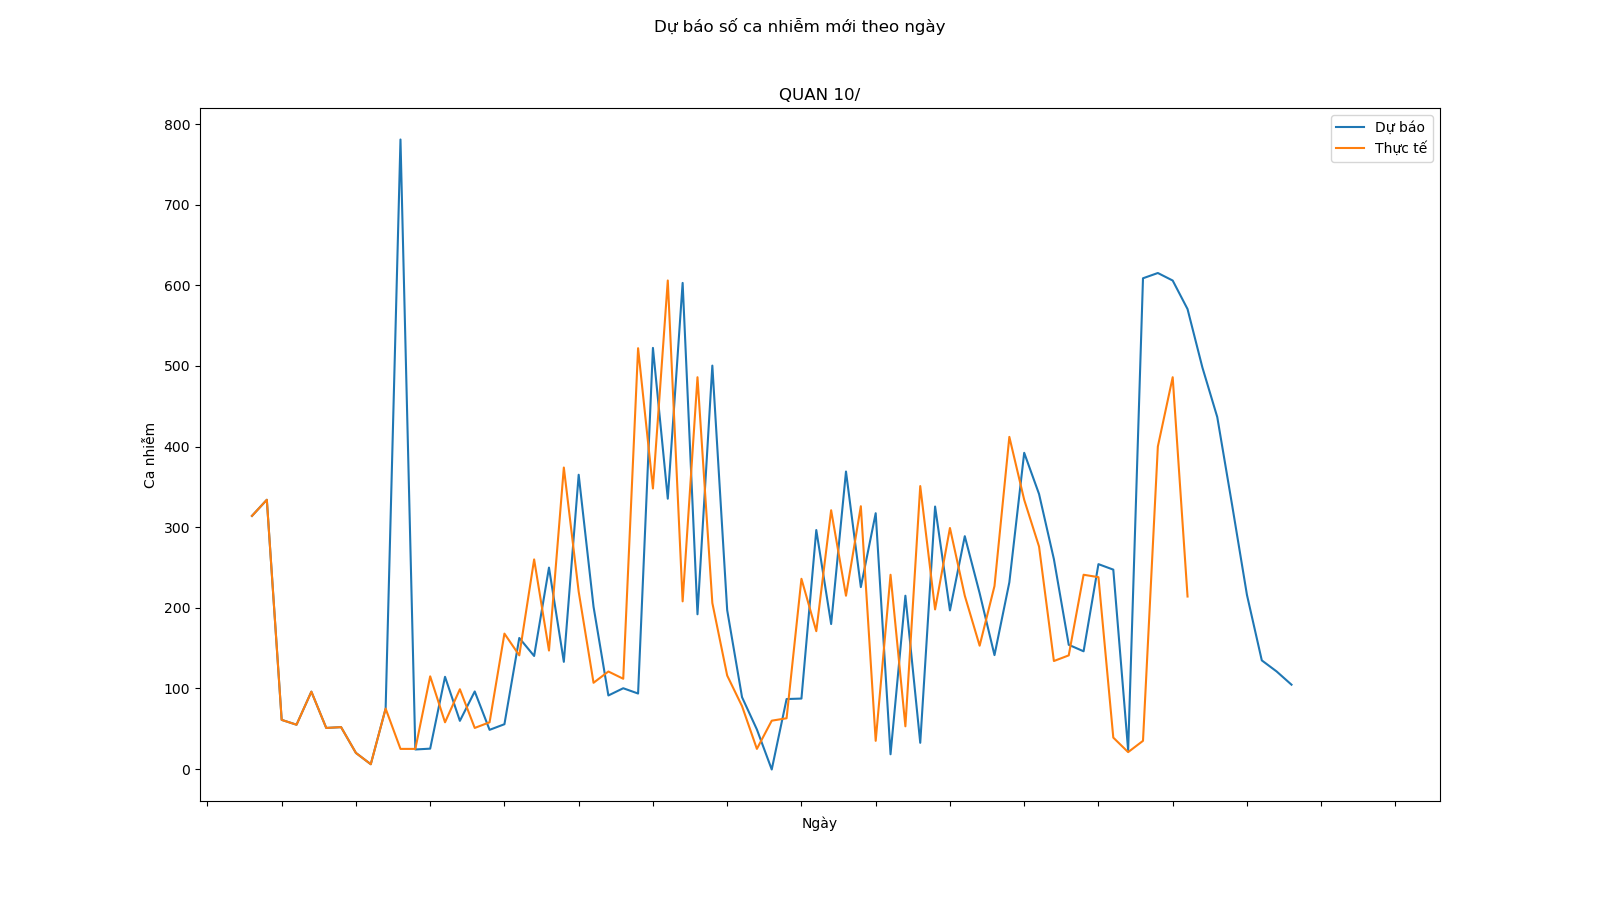 Dự báo số ca nhiễm mới theo ngày
QUAN 10/
Dự báo
Thực tế
800
700
600
500
400
300
200
100
0
Ca nhiễm
Ngày